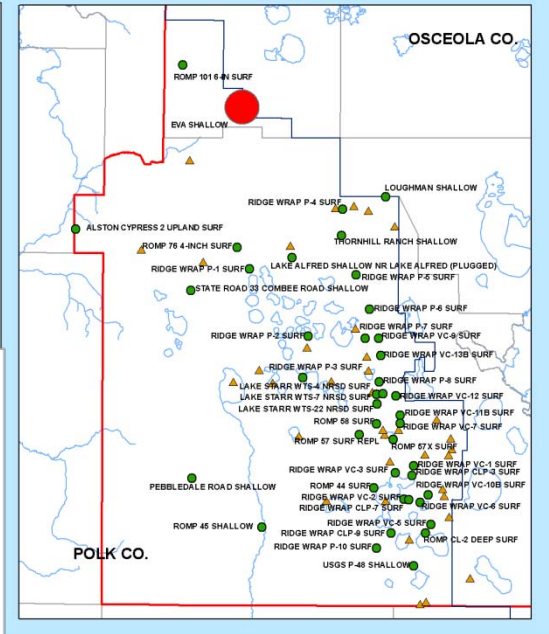 OSCEOLA CO.
ROMP 101 6-IN SURF
EVA SHALLOW
LOUGHMAN SHALLOW
RIDGE WRAP P-4 SURF
ALSTON CYPRESS 2 UPLAND SURF
THORNHILL RANCH SHALLOW
ROMP 76 4-INCH SURF
LAKE ALFRED SHALLOW NR LAKE ALFRED (PLUGGED)
RIDGE WRAP P-1 SURF
RIDGE WRAP P-5 SURF
STATE ROAD 33 COMBEE ROAD SHALLOW
RIDGE WRAP P-6 SURF
RIDGE WRAP P-7 SURF
RIDGE WRAP P-2 SURF
RIDGE WRAP VC-9 SURF
RIDGE WRAP VC-13B SURF
RIDGE WRAP P-3 SURF
RIDGE WRAP P-8 SURF
LAKE STARR WTS-4 NRSD SURF
LAKE STARR WTS-7 NRSD SURF
RIDGE WRAP VC-12 SURF
LAKE STARR WTS-22 NRSD SURF
RIDGE WRAP VC-11B SURF
ROMP 58 SURF
RIDGE WRAP VC-7 SURF
ROMP 57 SURF REPL
ROMP 57X SURF
RIDGE WRAP VC-1 SURF
RIDGE WRAP VC-3 SURF
RIDGE WRAP CLP-3 SURF
PEBBLEDALE ROAD SHALLOW
ROMP 44 SURF
RIDGE WRAP VC-10B SURF
RIDGE WRAP VC-2 SURF
RIDGE WRAP VC-6 SURF
RIDGE WRAP CLP-7 SURF
ROMP 45 SHALLOW
RIDGE WRAP VC-5 SURF
RIDGE WRAP CLP-9 SURF
ROMP CL-2 DEEP SURF
RIDGE WRAP P-10 SURF
POLK CO.
USGS P-48 SHALLOW